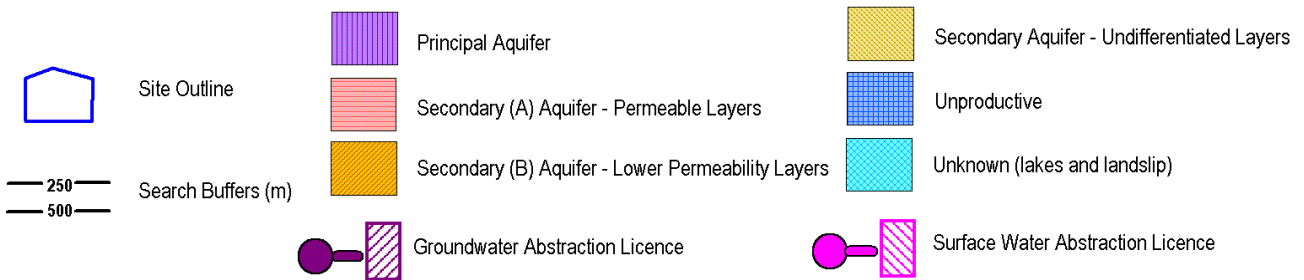 Site Outline
250
500
Search Buffers (m)
Principal Aquifer
Secondary (A) Aquifer - Permeable Layers
Secondary (B) Aquifer - Lower Permeability Layers
Groundwater Abstraction Licence
Secondary Aquifer - Undifferentiated Layers
Unproductive
Unknown (lakes and landslip)
Surface Water Abstraction Licence